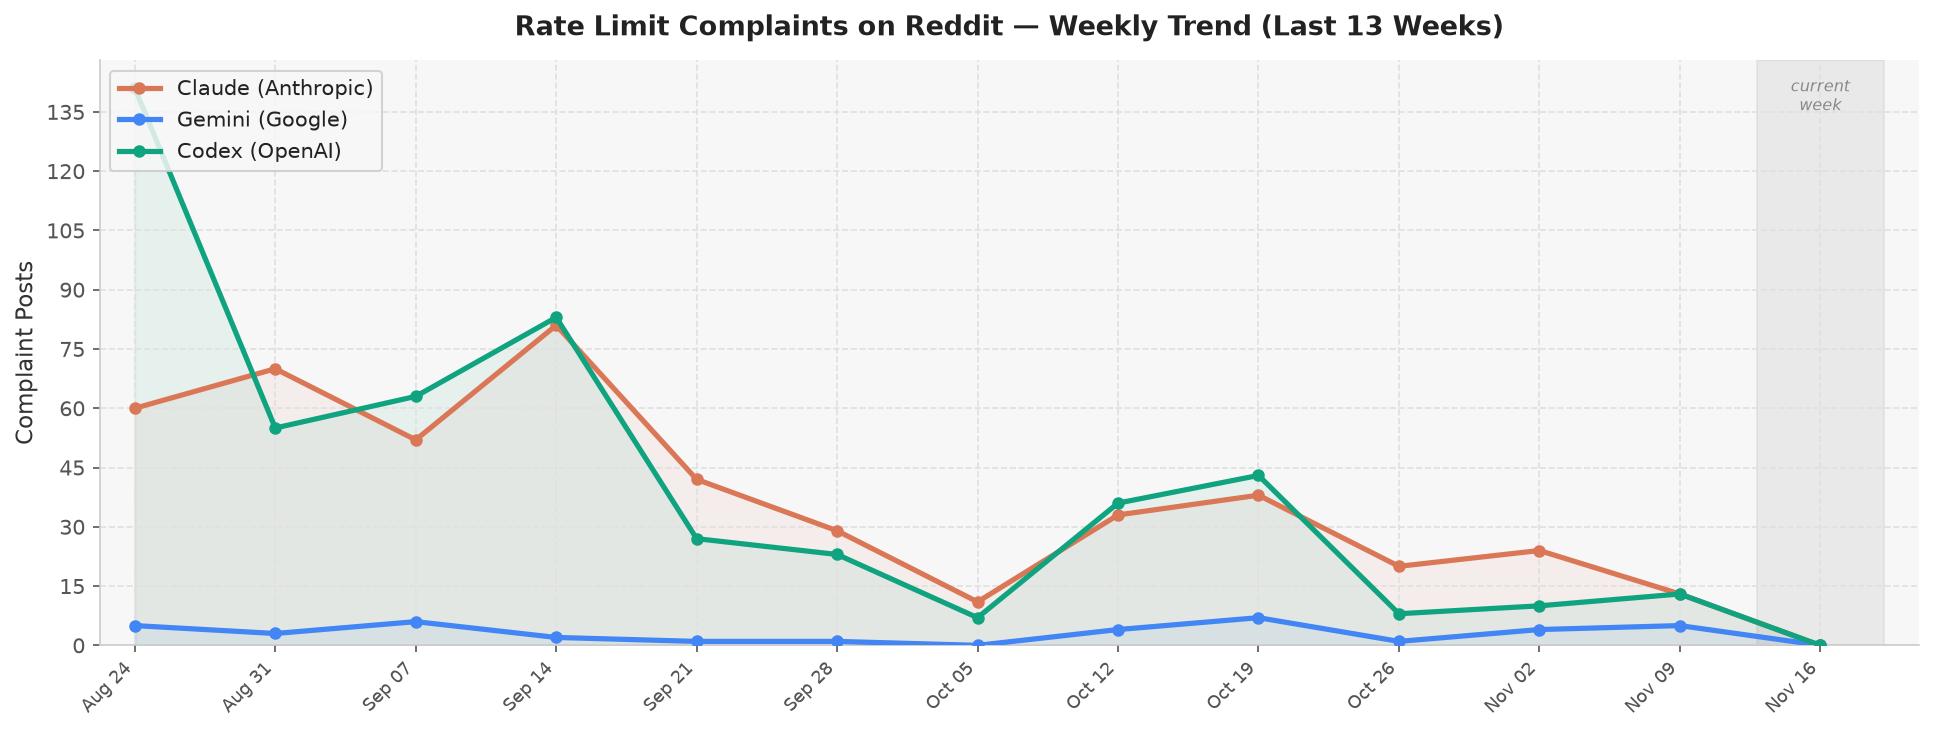 Rate Limit Complaints on Reddit — Weekly Trend (Last 13 Weeks)
Claude (Anthropic)
Gemini (Google)
Codex (OpenAI)
current
week
Complaint Posts
135
120
105
90
75
60
45
30
15
0
Aug 24
Aug 31
Sep 07
Sep 14
Sep 21
Sep 28
Oct 05
Oct 12
Oct 19
Oct 26
Nov 02
Nov 09
Nov 16